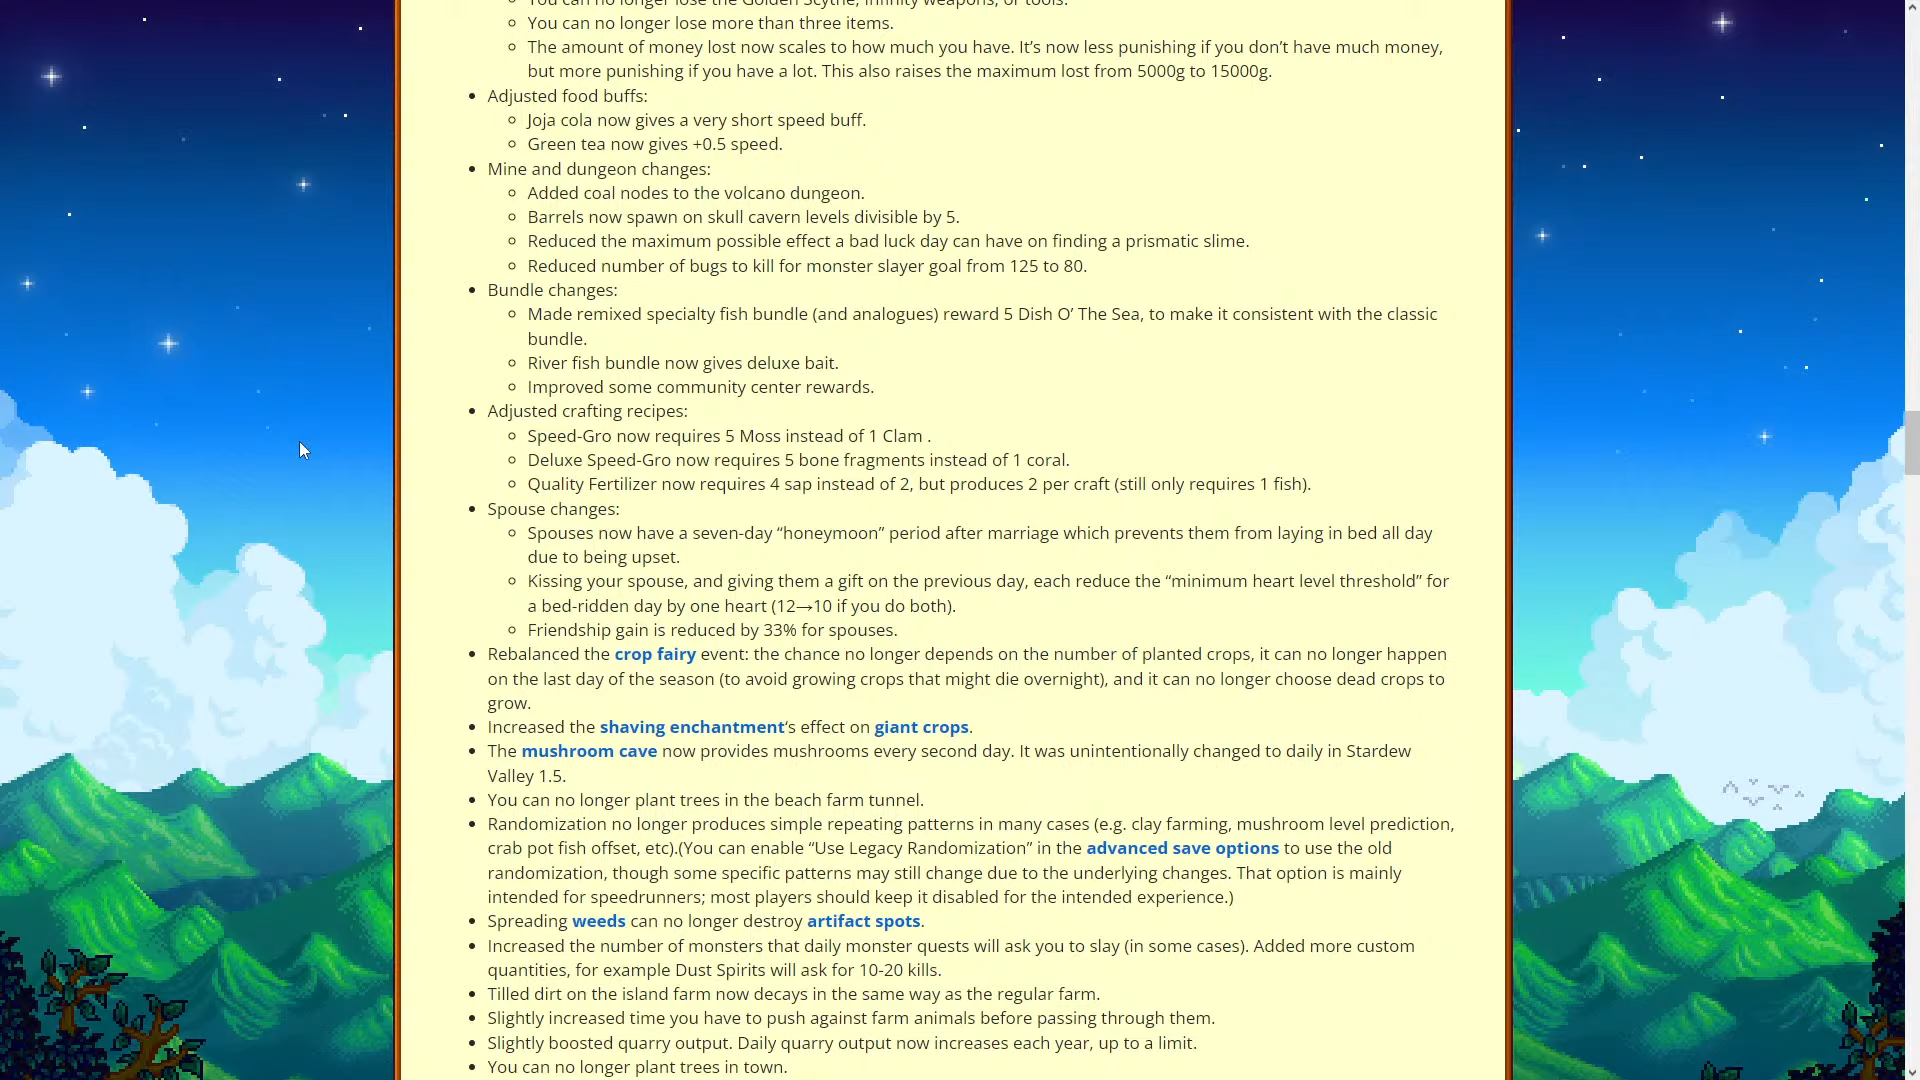 You can no longer lose the Golden Scythe, Infinity weapons, or tools.
You can no longer lose more than three items.
The amount of money lost now scales to how much you have. It’s now less punishing if you don’t have much money,
but more punishing if you have a lot. This also raises the maximum lost from 5000g to 15000g.
Adjusted food buffs:
Joja cola now gives a very short speed buff.
Green tea now gives +0.5 speed.
Mine and dungeon changes:
Added coal nodes to the volcano dungeon.
Barrels now spawn on skull cavern levels divisible by 5.
Reduced the maximum possible effect a bad luck day can have on finding a prismatic slime.
Reduced number of bugs to kill for monster slayer goal from 125 to 80.
Bundle changes:
Made remixed specialty fish bundle (and analogues) reward 5 Dish O’ The Sea, to make it consistent with the classic
bundle.
River fish bundle now gives deluxe bait.
Improved some community center rewards.
Adjusted crafting recipes:
Speed-Gro now requires 5 Moss instead of 1 Clam .
Deluxe Speed-Gro now requires 5 bone fragments instead of 1 coral.
Quality Fertilizer now requires 4 sap instead of 2, but produces 2 per craft (still only requires 1 fish).
Spouse changes:
Spouses now have a seven-day “honeymoon” period after marriage which prevents them from laying in bed all day
due to being upset.
Kissing your spouse, and giving them a gift on the previous day, each reduce the “minimum heart level threshold” for
a bed-ridden day by one heart (12→10 if you do both).
Friendship gain is reduced by 33% for spouses.
Rebalanced the crop fairy event: the chance no longer depends on the number of planted crops, it can no longer happen
on the last day of the season (to avoid growing crops that might die overnight), and it can no longer choose dead crops to
grow.
Increased the shaving enchantment‘s effect on giant crops.
The mushroom cave now provides mushrooms every second day. It was unintentionally changed to daily in Stardew
Valley 1.5.
You can no longer plant trees in the beach farm tunnel.
Randomization no longer produces simple repeating patterns in many cases (e.g. clay farming, mushroom level prediction,
crab pot fish offset, etc).(You can enable “Use Legacy Randomization” in the advanced save options to use the old
randomization, though some specific patterns may still change due to the underlying changes. That option is mainly
intended for speedrunners; most players should keep it disabled for the intended experience.)
Spreading weeds can no longer destroy artifact spots.
Increased the number of monsters that daily monster quests will ask you to slay (in some cases). Added more custom
quantities, for example Dust Spirits will ask for 10-20 kills.
Tilled dirt on the island farm now decays in the same way as the regular farm.
Slightly increased time you have to push against farm animals before passing through them.
Slightly boosted quarry output. Daily quarry output now increases each year, up to a limit.
You can no longer plant trees in town.